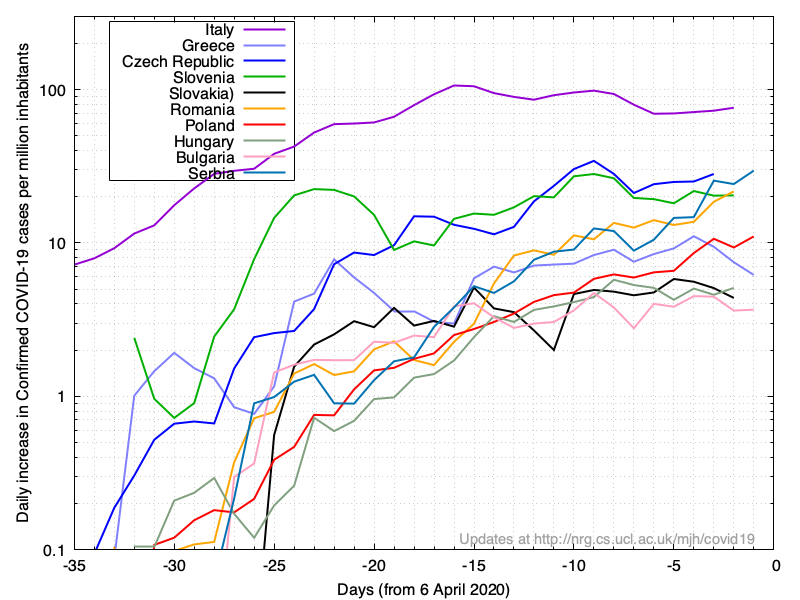 Italy
Greece
Czech Republic
Slovenia
Slovakia)
Romania
Poland
Hungary
Bulgaria
Serbia
Daily increase in Confirmed COVID-19 cases per million inhabitants
100
10
1
0.1
-35
-30
-25
-20
-15
-10
-5
0
Updates at http://nrg.cs.ucl.ac.uk/mjh/covid19
Days (from 6 April 2020)